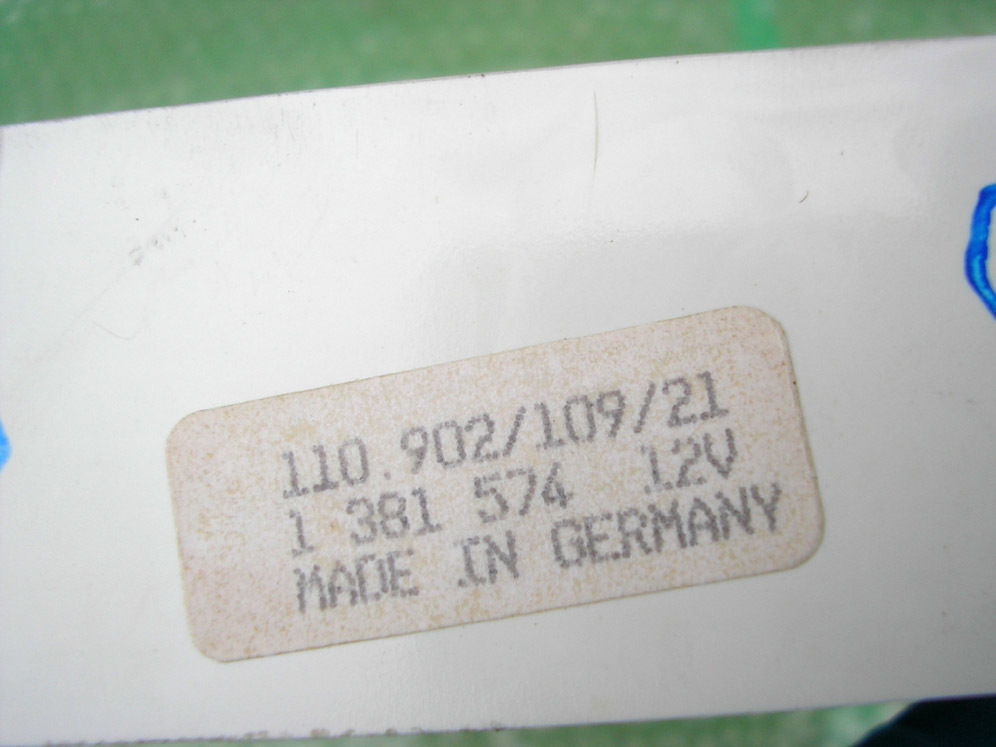 110.902/109/21
1 381 574 12V
MADE IN GERMANY